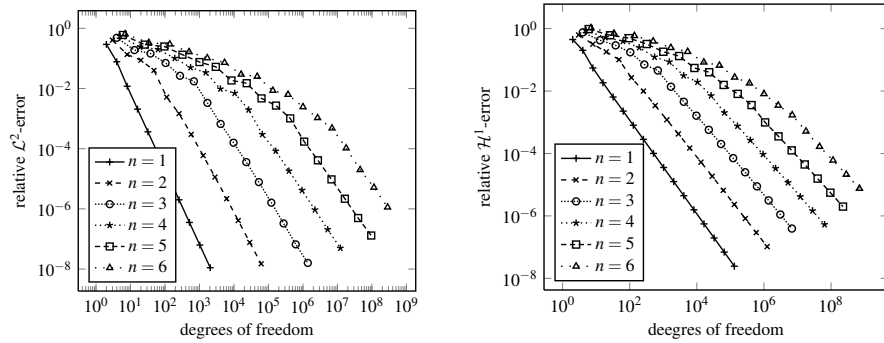 10^0
10^−2
10^−4
10^−6
10^−8
relative 𝓛^2-error
n = 1
n = 2
n = 3
n = 4
n = 5
n = 6
10^0 10^1 10^2 10^3 10^4 10^5 10^6 10^7 10^8 10^9
degrees of freedom
10^0
10^−2
10^−4
10^−6
10^−8
relative 𝓗^1-error
n = 1
n = 2
n = 3
n = 4
n = 5
n = 6
10^0 10^2 10^4 10^6 10^8
degrees of freedom